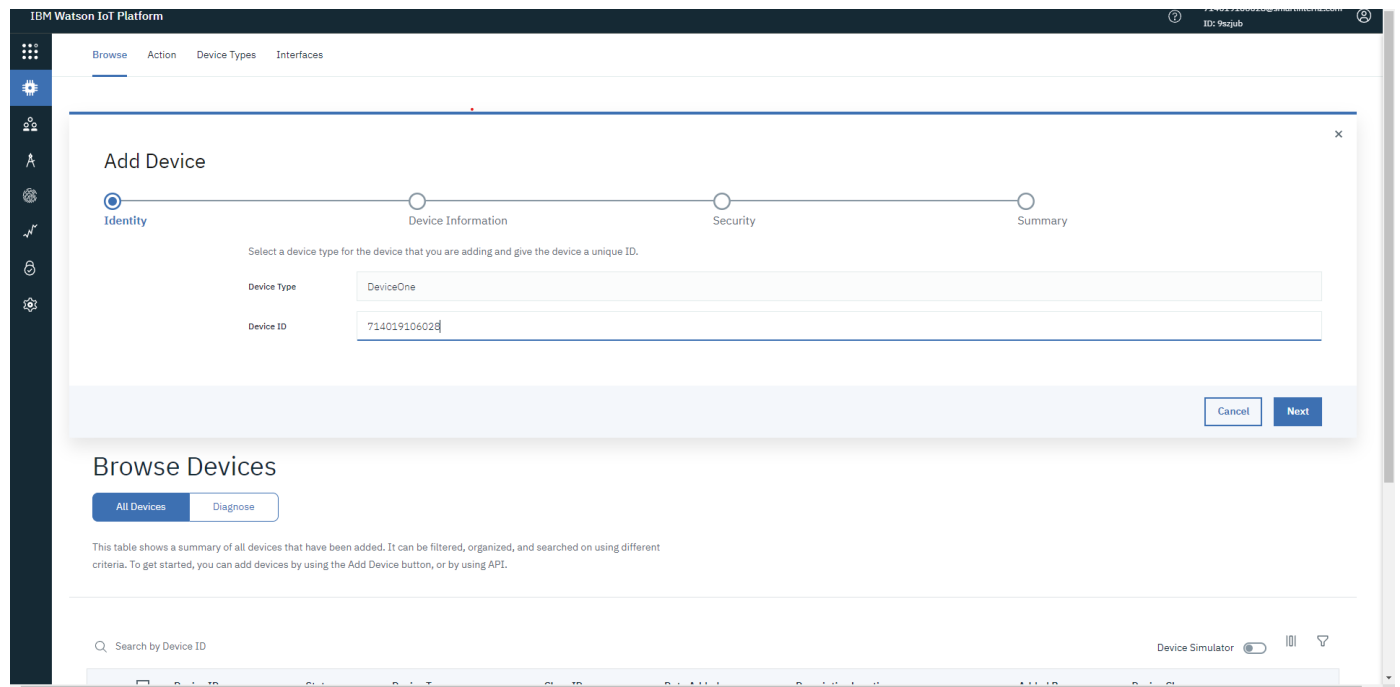 IBM Watson IoT Platform
ID: 9szjub
Browse Action Device Types Interfaces
Add Device
Identity Device Information Security Summary
Select a device type for the device that you are adding and give the device a unique ID.
Device Type DeviceOne
Device ID 714019106028
Cancel Next
Browse Devices
All Devices Diagnose
This table shows a summary of all devices that have been added. It can be filtered, organized, and searched on using different
criteria. To get started, you can add devices by using the Add Device button, or by using API.
Search by Device ID
Device Simulator